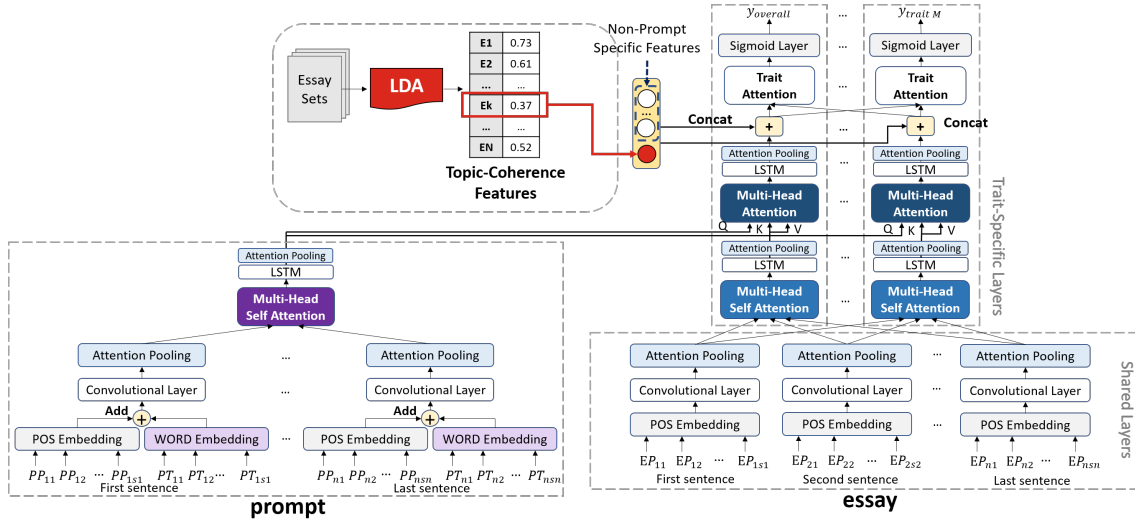 Essay
Sets
LDA
E1 0.73
E2 0.61
... ...
Ek 0.37
... ...
EN 0.52
Topic-Coherence
Features
Non-Prompt
Specific Features
...
Concat
Concat
y_overall ... y_trait M
Sigmoid Layer ... Sigmoid Layer
Trait
Attention
Trait
Attention
+ ... +
Attention Pooling ... Attention Pooling
LSTM LSTM
Multi-Head
Attention
...
Multi-Head
Attention
Q K V Q K V
Attention Pooling ... Attention Pooling
LSTM LSTM
Multi-Head
Self Attention
...
Multi-Head
Self Attention
Trait-Specific Layers
Attention Pooling
LSTM
Multi-Head
Self Attention
Attention Pooling ... Attention Pooling
Convolutional Layer ... Convolutional Layer
Add + Add +
POS Embedding WORD Embedding ... POS Embedding WORD Embedding
PP11 PP12 ... PP1s1 PT11 PT12 ... PT1s1 PPn1 PPn2 ... PPnsn PTn1 PTn2 ... PTnsn
First sentence Last sentence
prompt
Attention Pooling Attention Pooling ... Attention Pooling
Convolutional Layer Convolutional Layer ... Convolutional Layer
POS Embedding POS Embedding ... POS Embedding
EP11 EP12 ... EP1s1 EP21 EP22 ... EP2s2 EPn1 EPn2 ... EPnsn
First sentence Second sentence Last sentence
essay
Shared Layers